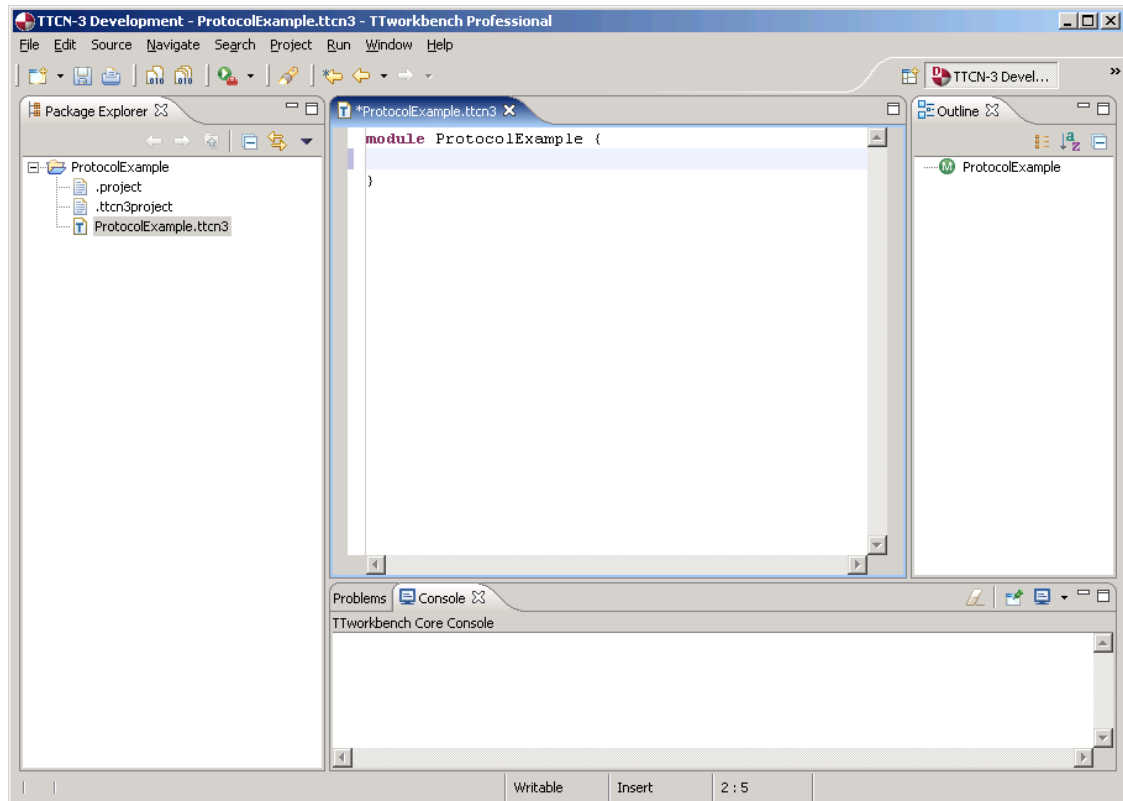 TTCN-3 Development - ProtocolExample.ttcn3 - TTworkbench Professional
File Edit Source Navigate Search Project Run Window Help
TTCN-3 Devel... »
Package Explorer
ProtocolExample
.project
.ttcn3project
ProtocolExample.ttcn3
*ProtocolExample.ttcn3
module ProtocolExample {
}
Outline
ProtocolExample
Problems Console
TTworkbench Core Console
Writable Insert 2 : 5